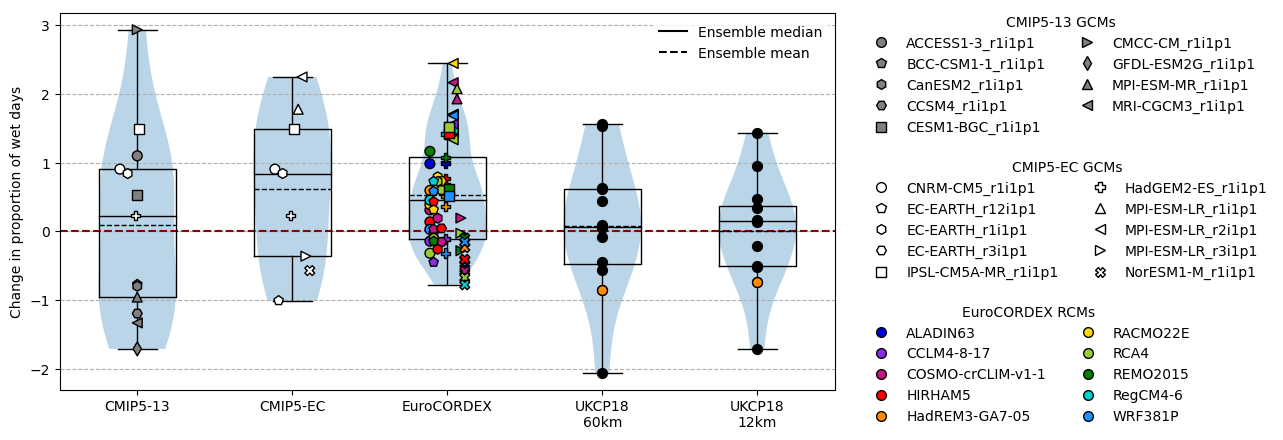 Change in proportion of wet days
3
2
1
0
−1
−2
Ensemble median
Ensemble mean
CMIP5-13
CMIP5-EC
EuroCORDEX
UKCP18
60km
UKCP18
12km
CMIP5-13 GCMs
ACCESS1-3_r1i1p1
BCC-CSM1-1_r1i1p1
CanESM2_r1i1p1
CCSM4_r1i1p1
CESM1-BGC_r1i1p1
CMCC-CM_r1i1p1
GFDL-ESM2G_r1i1p1
MPI-ESM-MR_r1i1p1
MRI-CGCM3_r1i1p1
CMIP5-EC GCMs
CNRM-CM5_r1i1p1
EC-EARTH_r12i1p1
EC-EARTH_r1i1p1
EC-EARTH_r3i1p1
IPSL-CM5A-MR_r1i1p1
HadGEM2-ES_r1i1p1
MPI-ESM-LR_r1i1p1
MPI-ESM-LR_r2i1p1
MPI-ESM-LR_r3i1p1
NorESM1-M_r1i1p1
EuroCORDEX RCMs
ALADIN63
CCLM4-8-17
COSMO-crCLIM-v1-1
HIRHAM5
HadREM3-GA7-05
RACMO22E
RCA4
REMO2015
RegCM4-6
WRF381P